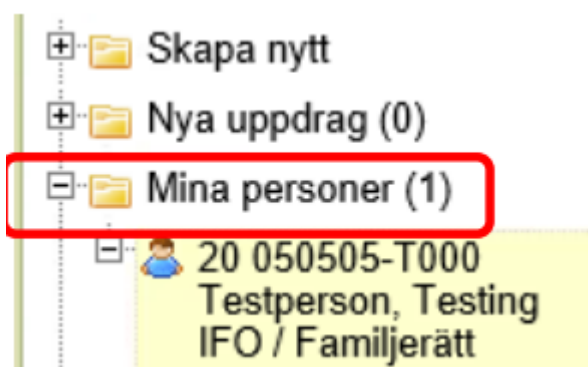 Skapa nytt
Nya uppdrag (0)
Mina personer (1)
20 050505-T000
Testperson, Testing
IFO / Familjerätt